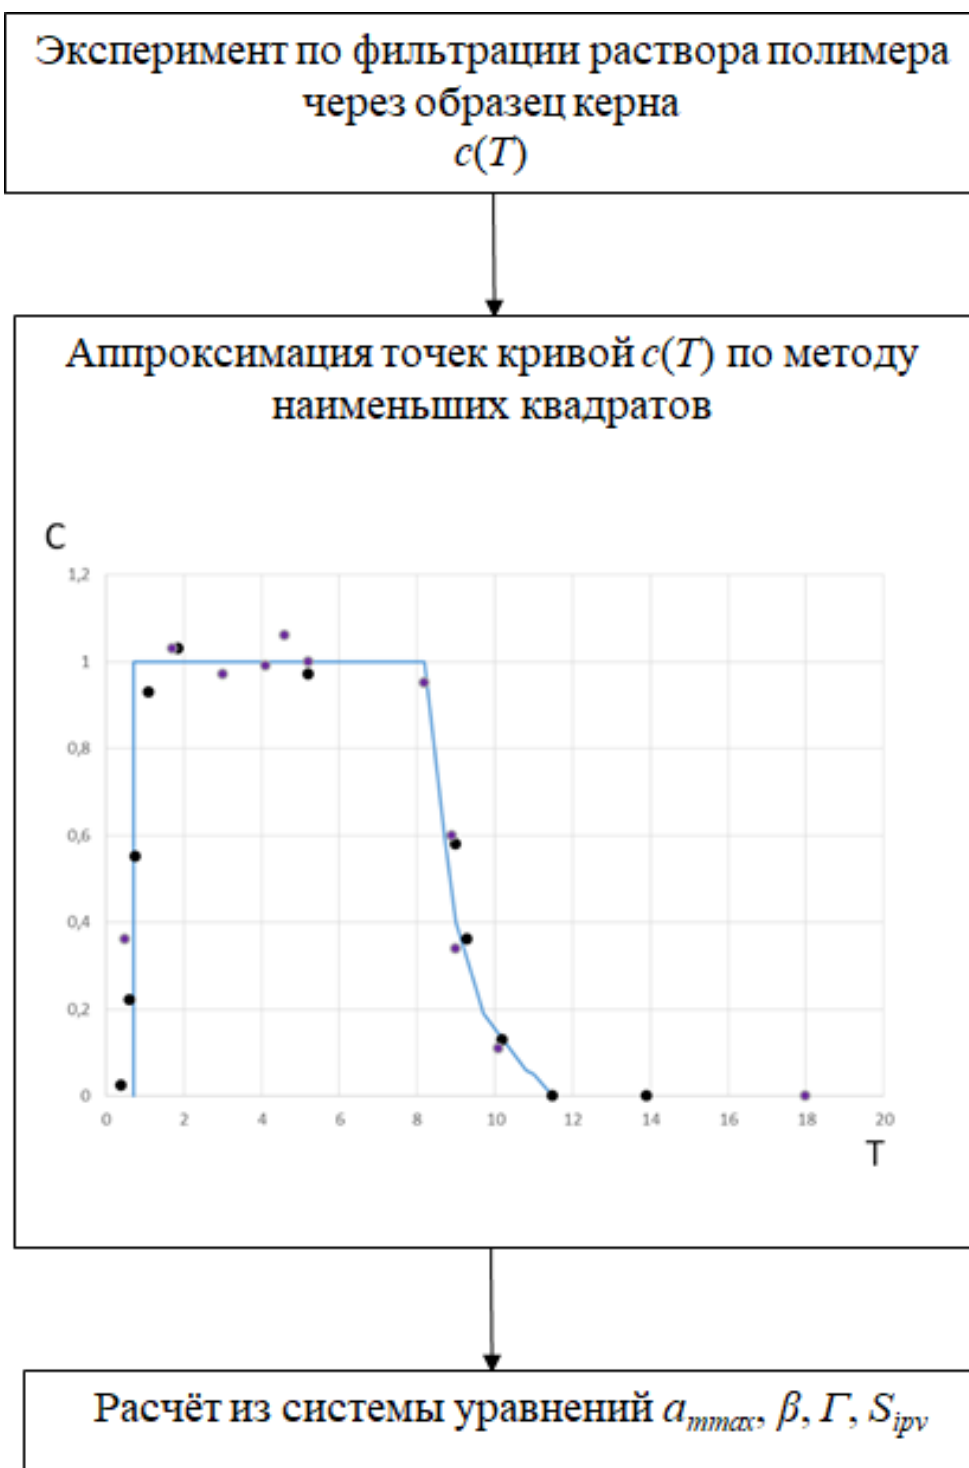 Эксперимент по фильтрации раствора полимера
через образец керна
c(T)
Аппроксимация точек кривой c(T) по методу
наименьших квадратов
C
1,2
1
0,8
0,6
0,4
0,2
0
0 2 4 6 8 10 12 14 16 18 20
T
Расчёт из системы уравнений a_mmax, β, Γ, S_ipv